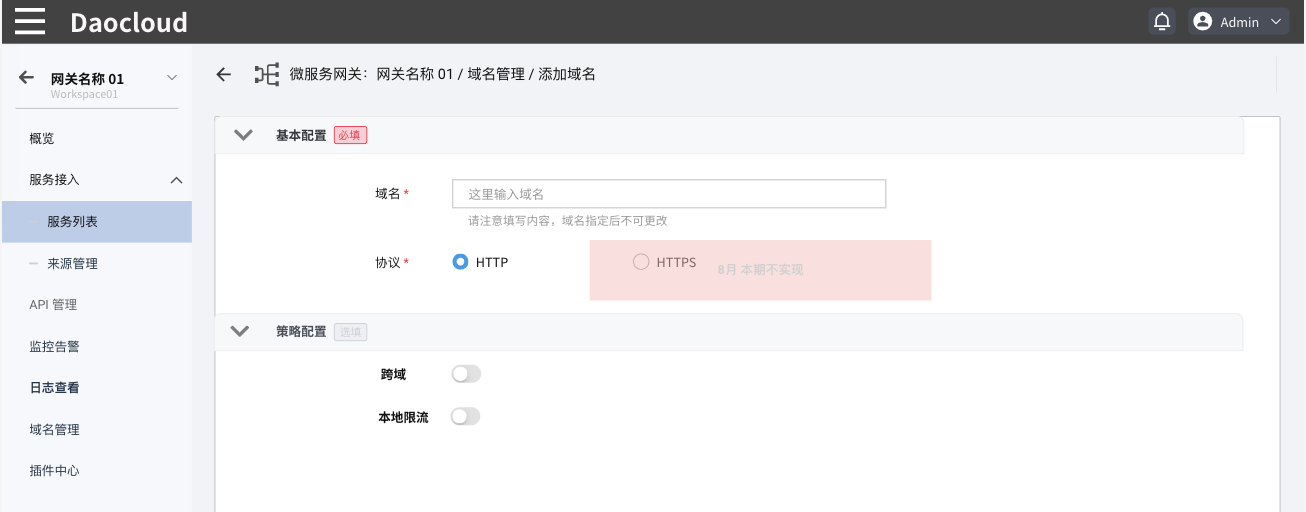 Daocloud
Admin
网关名称 01
Workspace01
概览
服务接入
服务列表
来源管理
API 管理
监控告警
日志查看
域名管理
插件中心
微服务网关：网关名称 01 / 域名管理 / 添加域名
基本配置 必填
域名 *
这里输入域名
请注意填写内容，域名指定后不可更改
协议 *
HTTP
HTTPS
8月 本期不实现
策略配置 选填
跨域
本地限流